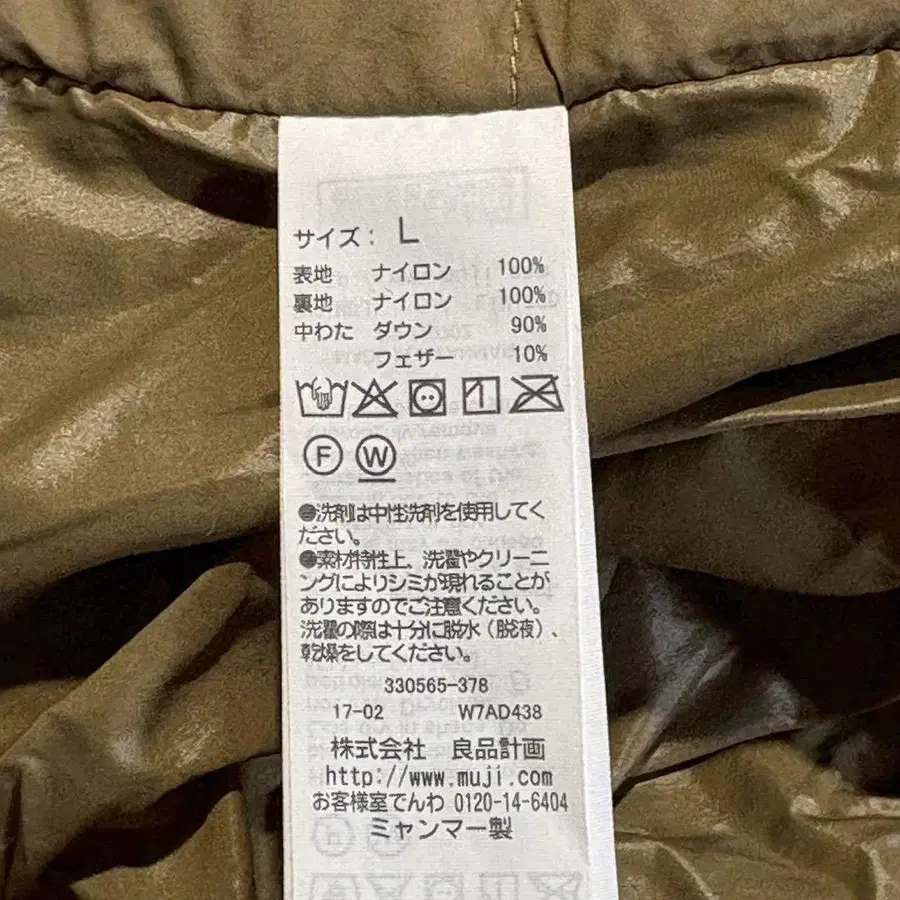 サイズ: L
表地 ナイロン 100%
裏地 ナイロン 100%
中わた ダウン 90%
フェザー 10%
F W
●洗剤は中性洗剤を使用してく
ださい。
●素材特性上、洗濯やクリーニ
ングによりシミが現れることが
ありますのでご注意ください。
洗濯の際は十分に脱水（脱液）、
乾燥をしてください。
330565-378
17-02 W7AD438
株式会社 良品計画
http://www.muji.com
お客様室でんわ 0120-14-6404
ミャンマー製